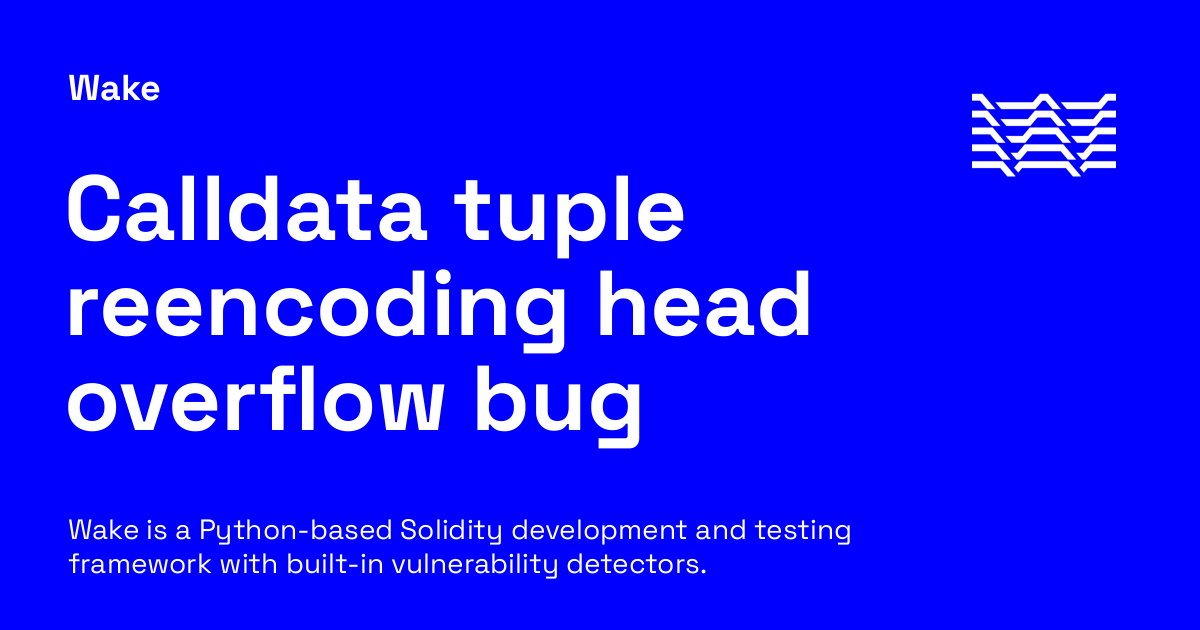 Wake
Calldata tuple
reencoding head
overflow bug
Wake is a Python-based Solidity development and testing
framework with built-in vulnerability detectors.